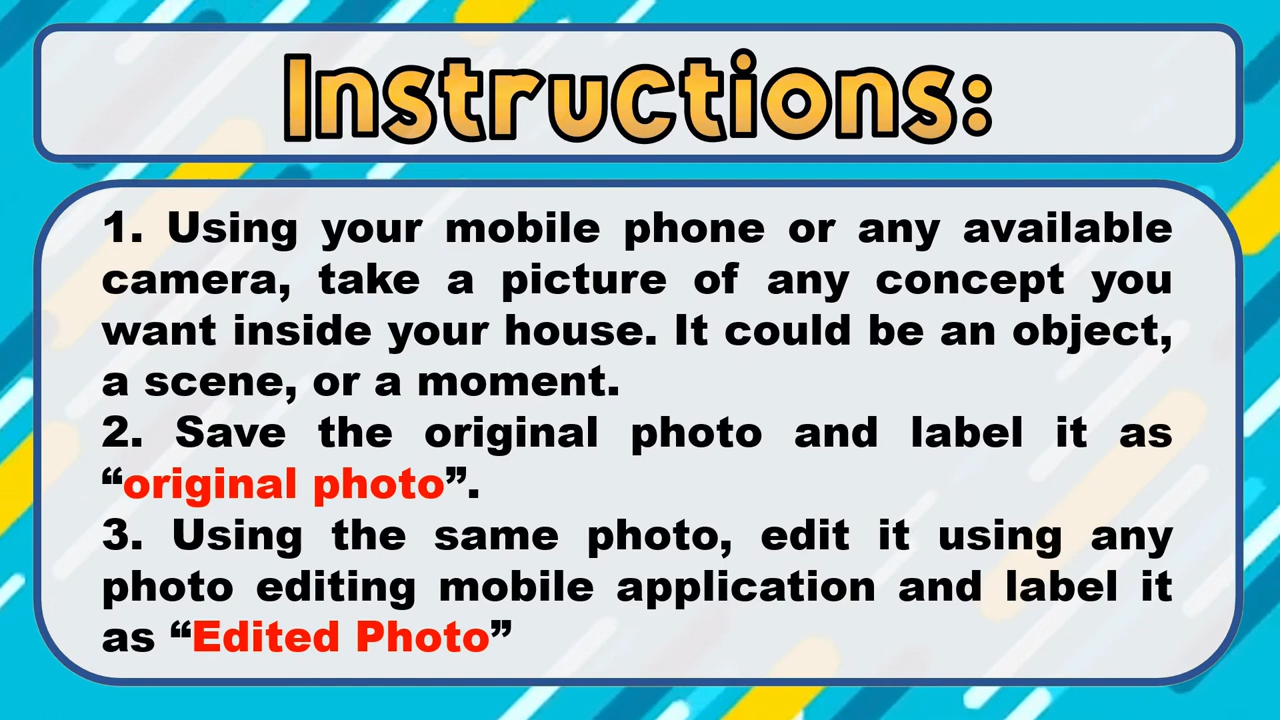 Instructions:
1. Using your mobile phone or any available
camera, take a picture of any concept you
want inside your house. It could be an object,
a scene, or a moment.
2. Save the original photo and label it as
“original photo”.
3. Using the same photo, edit it using any
photo editing mobile application and label it
as “Edited Photo”